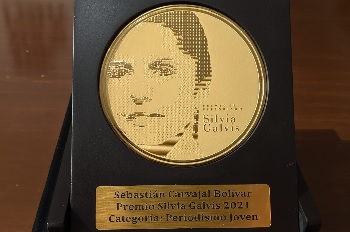 Silvia
Galvis
Sebastián Carvajal Bolívar
Premio Silvia Galvis 2021
Categoría: Periodismo Joven